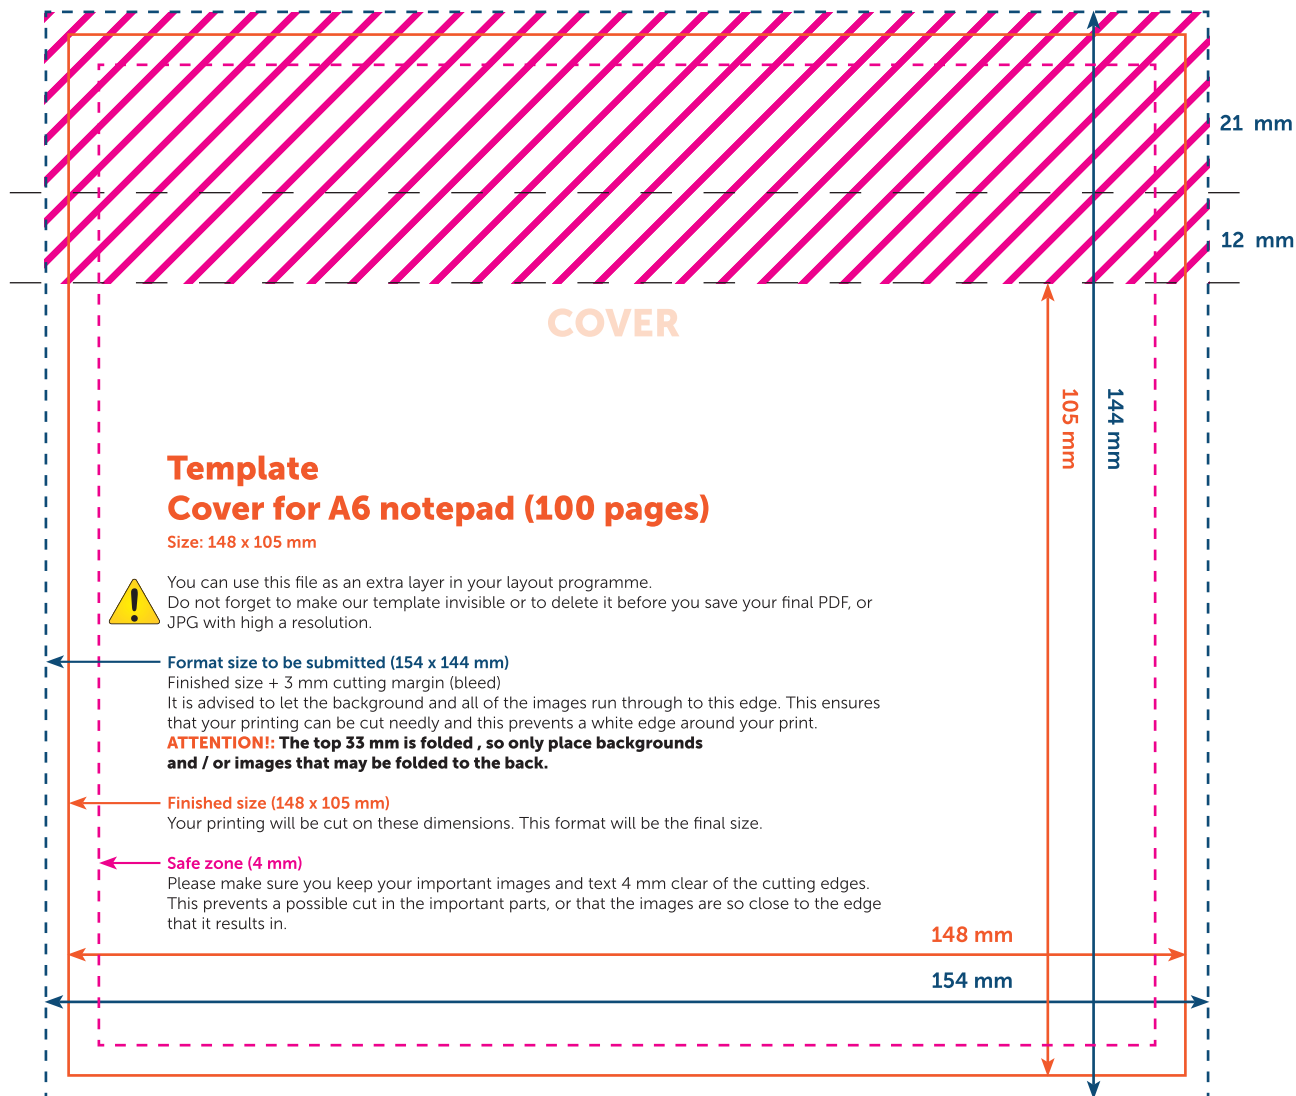 21 mm
12 mm
COVER
105 mm
144 mm
Template
Cover for A6 notepad (100 pages)
Size: 148 x 105 mm
You can use this file as an extra layer in your layout programme.
Do not forget to make our template invisible or to delete it before you save your final PDF, or
JPG with high a resolution.
Format size to be submitted (154 x 144 mm)
Finished size + 3 mm cutting margin (bleed)
It is advised to let the background and all of the images run through to this edge. This ensures
that your printing can be cut needly and this prevents a white edge around your print.
ATTENTION!: The top 33 mm is folded , so only place backgrounds
and / or images that may be folded to the back.
Finished size (148 x 105 mm)
Your printing will be cut on these dimensions. This format will be the final size.
Safe zone (4 mm)
Please make sure you keep your important images and text 4 mm clear of the cutting edges.
This prevents a possible cut in the important parts, or that the images are so close to the edge
that it results in.
148 mm
154 mm